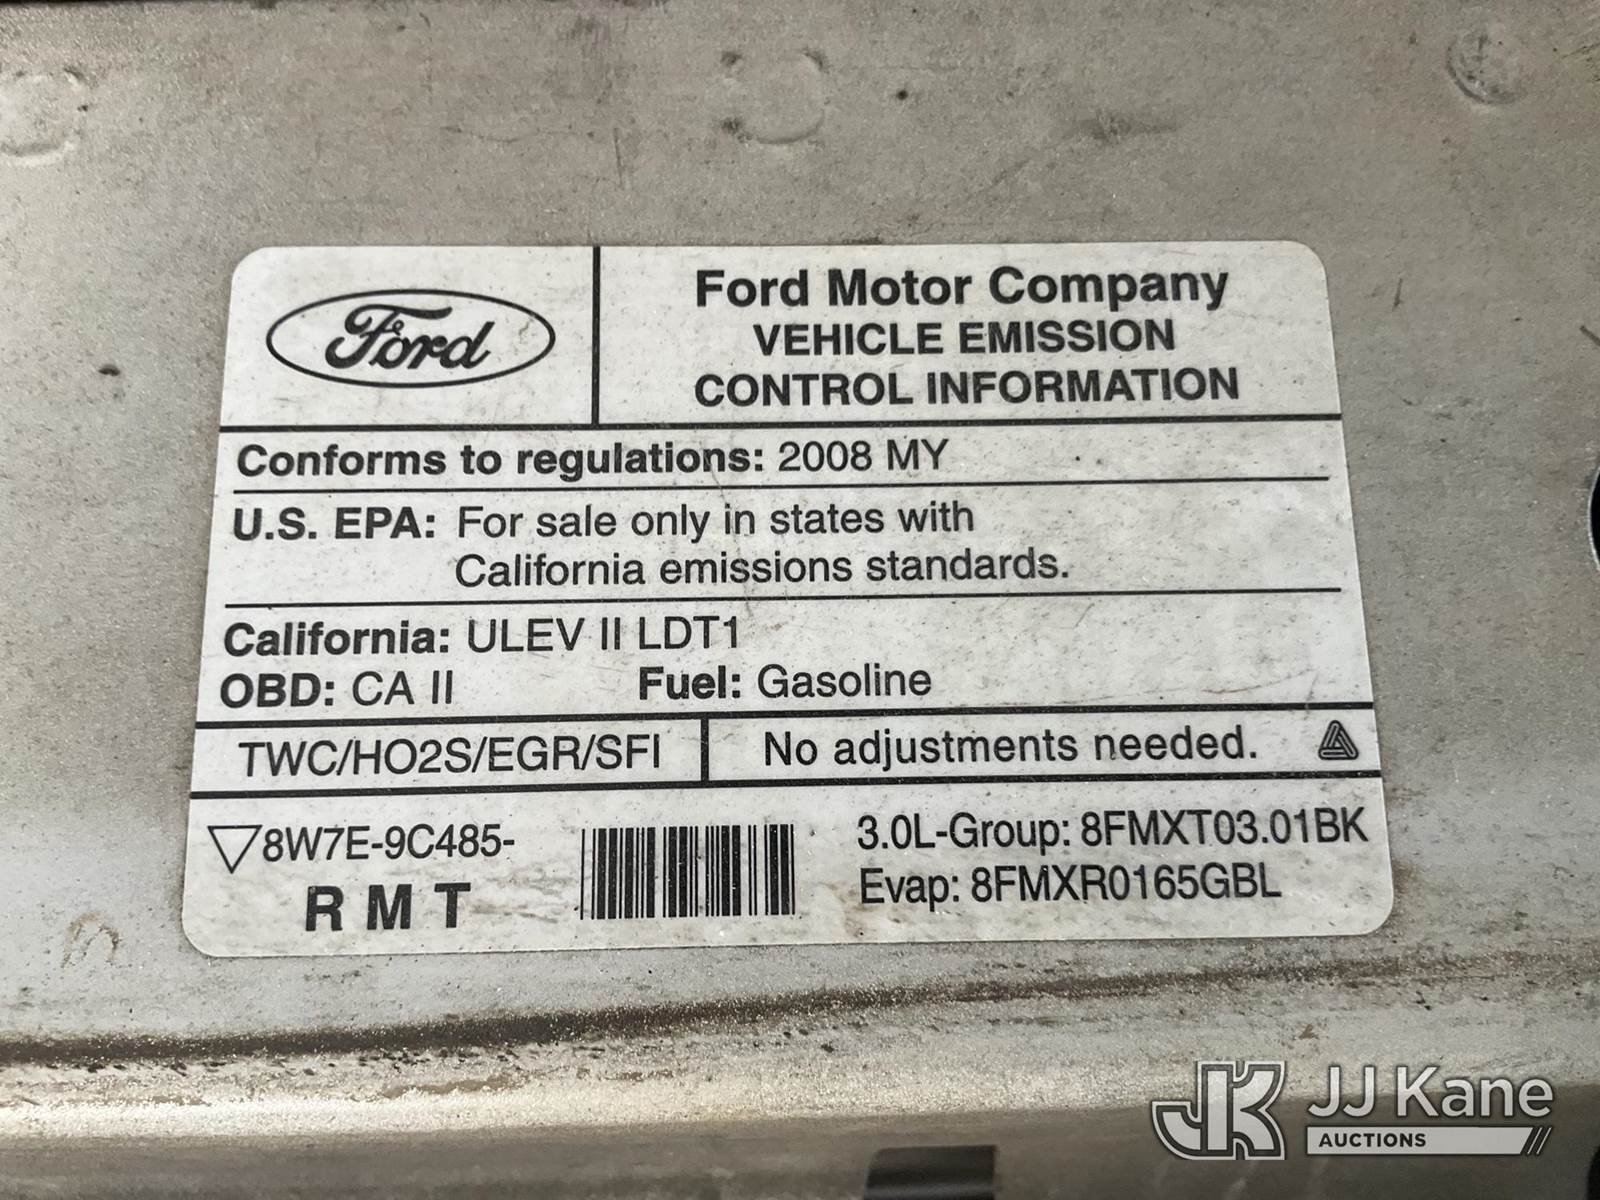 Ford
Ford Motor Company
VEHICLE EMISSION
CONTROL INFORMATION
Conforms to regulations: 2008 MY
U.S. EPA: For sale only in states with
California emissions standards.
California: ULEV II LDT1
OBD: CA II Fuel: Gasoline
TWC/HO2S/EGR/SFI
No adjustments needed.
8W7E-9C485-
R M T
3.0L-Group: 8FMXT03.01BK
Evap: 8FMXR0165GBL
JK JJ Kane
AUCTIONS